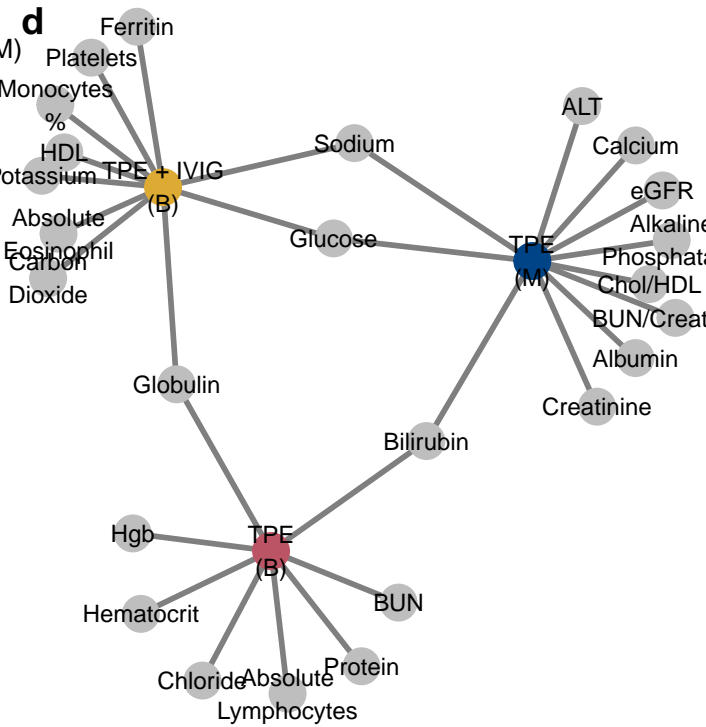 d
M)
Ferritin
Platelets
Monocytes
%
HDL
Potassium
TPE + IVIG
(B)
Absolute
Eosinophil
Carbon
Dioxide
Sodium
Glucose
ALT
Calcium
eGFR
Alkaline
Phosphata
TPE
(M)
Chol/HDL
BUN/Creat
Albumin
Creatinine
Globulin
Bilirubin
Hgb
TPE
(B)
BUN
Hematocrit
Chloride
Absolute
Lymphocytes
Protein